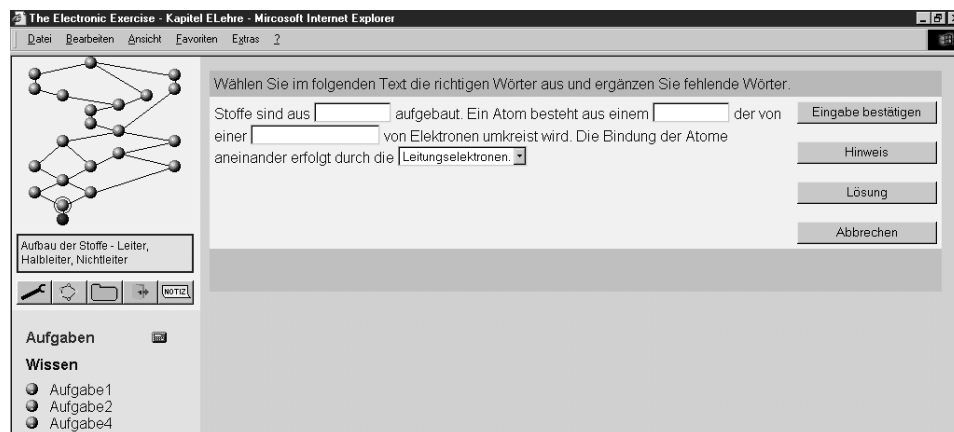 The Electronic Exercise - Kapitel ELehre - Mircosoft Internet Explorer
Datei Bearbeiten Ansicht Favoriten Extras ?
Wählen Sie im folgenden Text die richtigen Wörter aus und ergänzen Sie fehlende Wörter.
Stoffe sind aus aufgebaut. Ein Atom besteht aus einem der von
einer von Elektronen umkreist wird. Die Bindung der Atome
aneinander erfolgt durch die Leitungselektronen.
Eingabe bestätigen
Hinweis
Lösung
Abbrechen
Aufbau der Stoffe - Leiter,
Halbleiter, Nichtleiter
NOTIZ
Aufgaben
Wissen
Aufgabe1
Aufgabe2
Aufgabe4